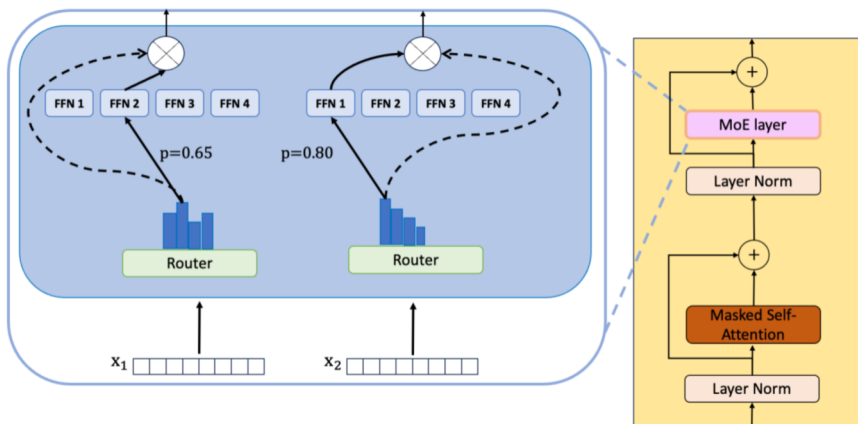 FFN 1 FFN 2 FFN 3 FFN 4
FFN 1 FFN 2 FFN 3 FFN 4
p=0.65
p=0.80
Router
Router
x₁
x₂
MoE layer
Layer Norm
Masked Self-
Attention
Layer Norm